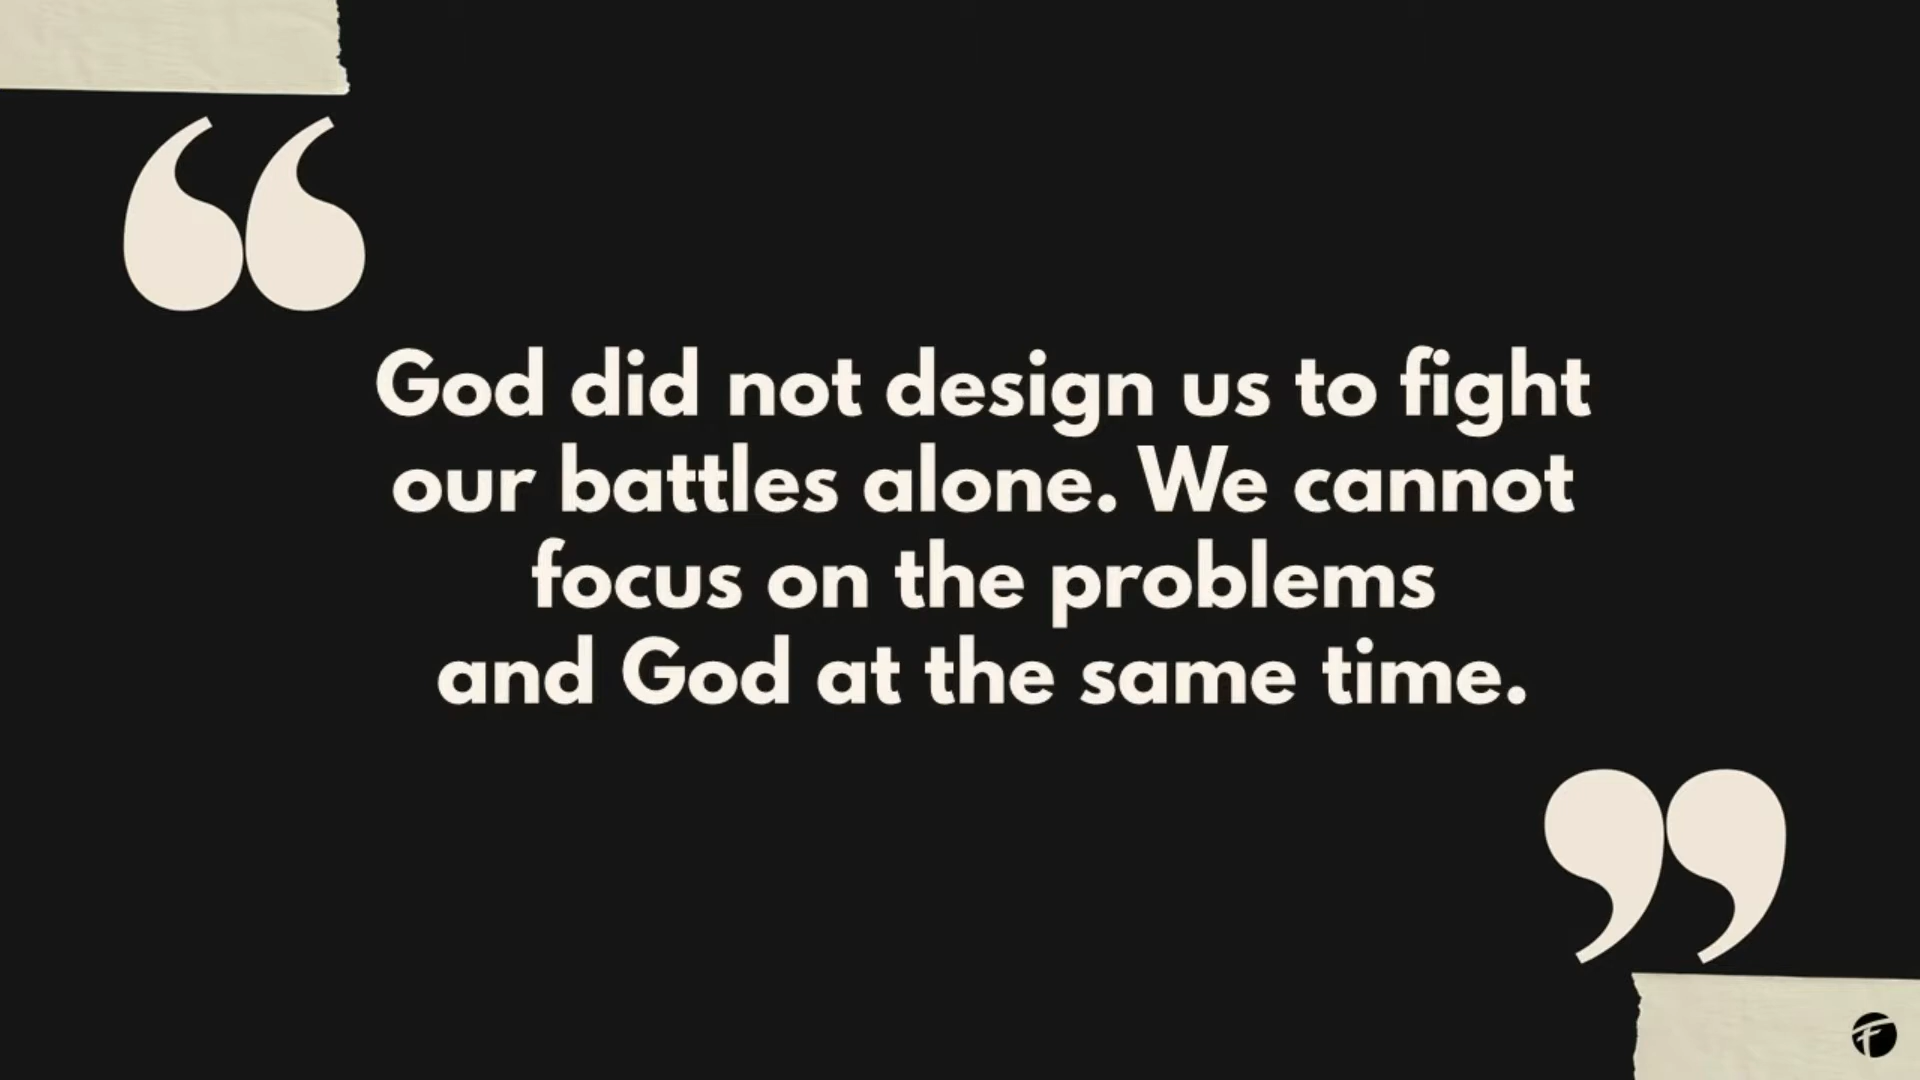 God did not design us to fight
our battles alone. We cannot
focus on the problems
and God at the same time.